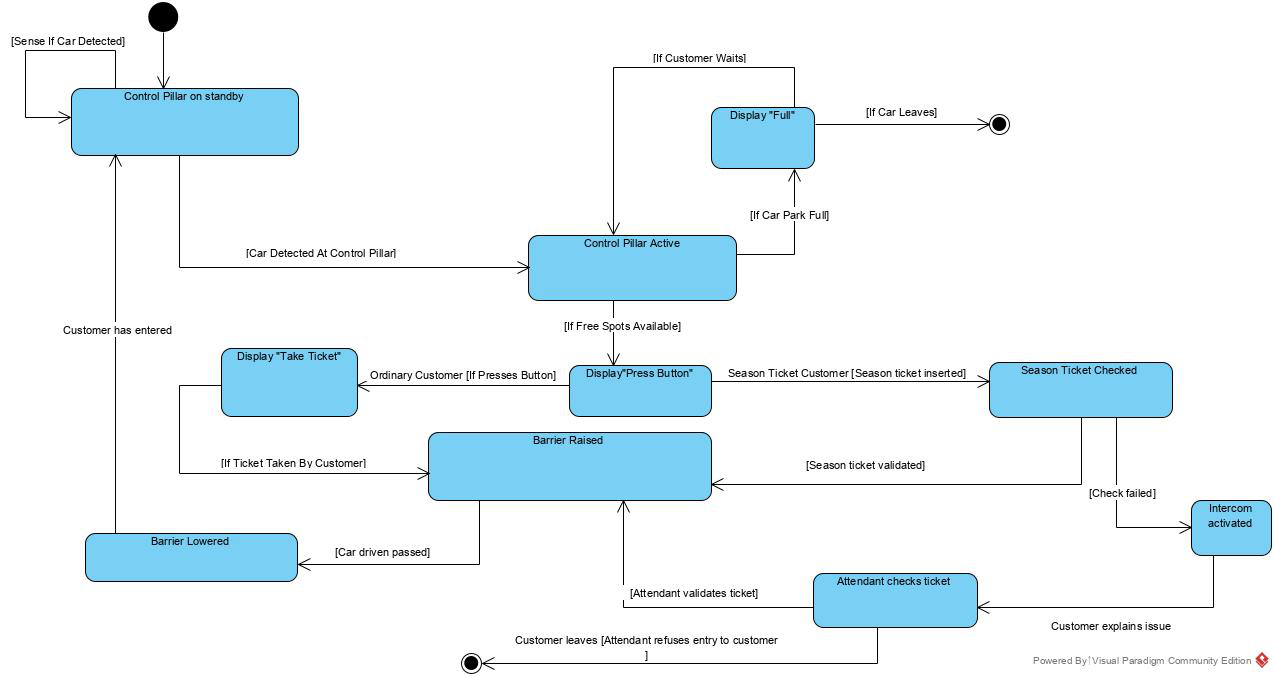 [Sense If Car Detected]
[If Customer Waits]
Control Pillar on standby
Display "Full"
[If Car Leaves]
[If Car Park Full]
Control Pillar Active
[Car Detected At Control Pillar]
[If Free Spots Available]
Customer has entered
Display "Take Ticket"
Ordinary Customer [If Presses Button]
Display"Press Button"
Season Ticket Customer [Season ticket inserted]
Season Ticket Checked
Barrier Raised
[If Ticket Taken By Customer]
[Season ticket validated]
[Check failed]
Intercom
activated
Barrier Lowered
[Car driven passed]
Attendant checks ticket
[Attendant validates ticket]
Customer explains issue
Customer leaves [Attendant refuses entry to customer
]
Powered By Visual Paradigm Community Edition